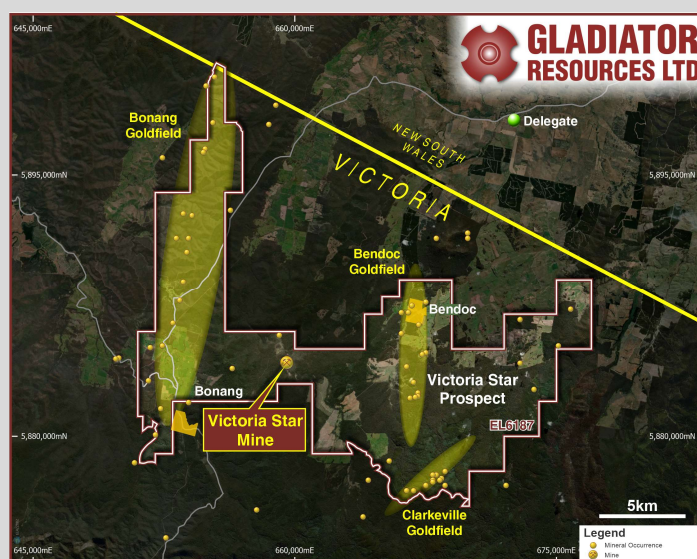 645,000mE
660,000mE
GLADIATOR
RESOURCES LTD
Bonang
Goldfield
Delegate
NEW SOUTH
WALES
5,895,000mN
5,895,000mN
VICTORIA
Bendoc
Goldfield
Bendoc
Bonang
Victoria Star
Prospect
Victoria Star
Mine
EL6187
5,880,000mN
5,880,000mN
5km
Clarkeville
Goldfield
Legend
Mineral Occurrence
Mine
645,000mE
660,000mE
675,000mE